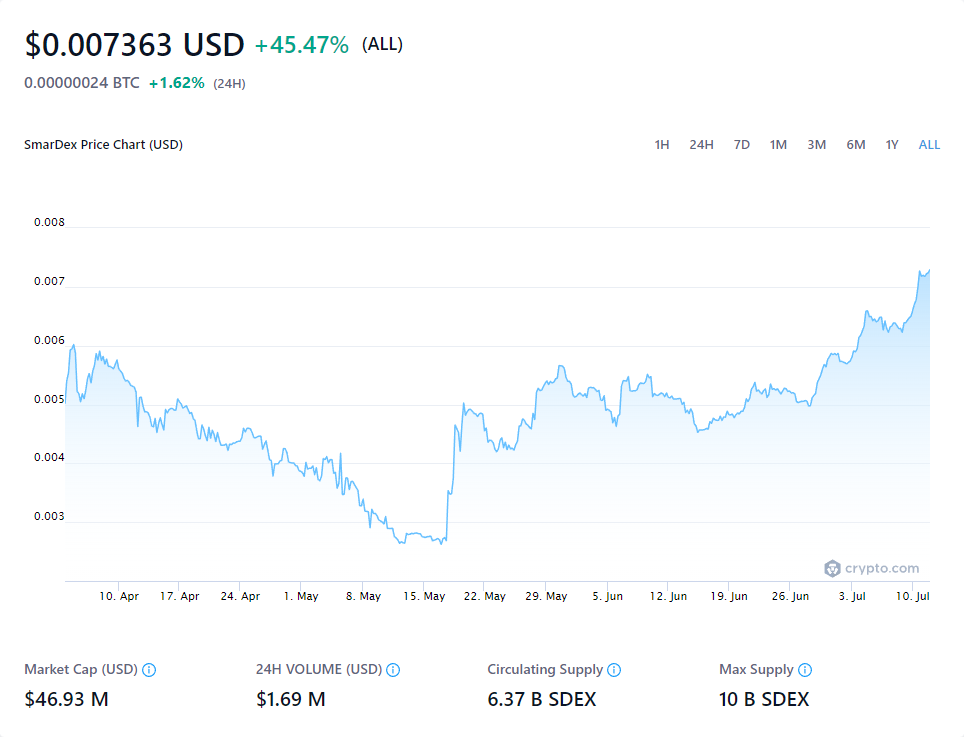 $0.007363 USD +45.47% (ALL)
0.00000024 BTC +1.62% (24H)
SmarDex Price Chart (USD) 1H 24H 7D 1M 3M 6M 1Y ALL
0.008
0.007
0.006
0.005
0.004
0.003
crypto.com
10. Apr 17. Apr 24. Apr 1. May 8. May 15. May 22. May 29. May 5. Jun 12. Jun 19. Jun 26. Jun 3. Jul 10. Jul
Market Cap (USD) 24H VOLUME (USD) Circulating Supply Max Supply
$46.93 M $1.69 M 6.37 B SDEX 10 B SDEX